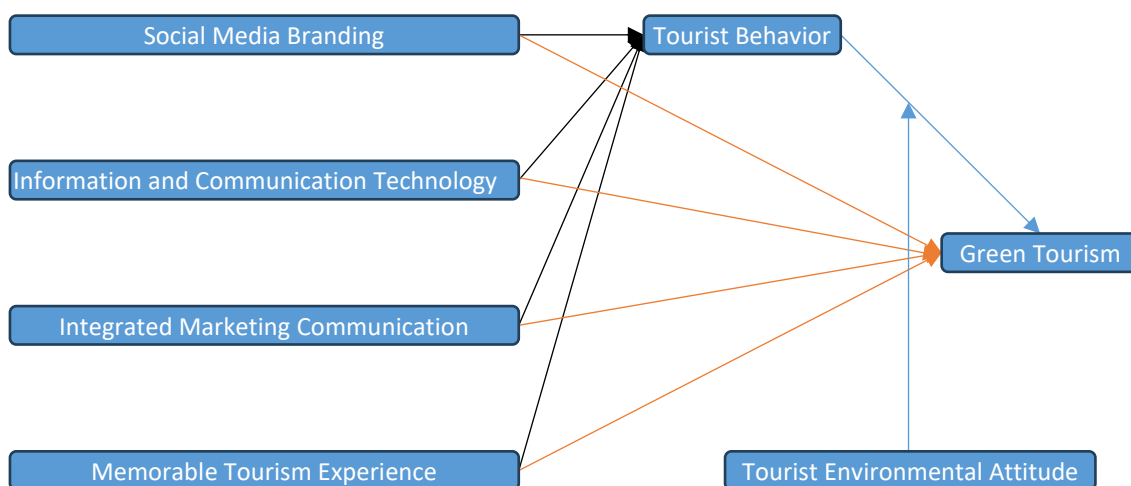 Social Media Branding
Tourist Behavior
Information and Communication Technology
Green Tourism
Integrated Marketing Communication
Memorable Tourism Experience
Tourist Environmental Attitude